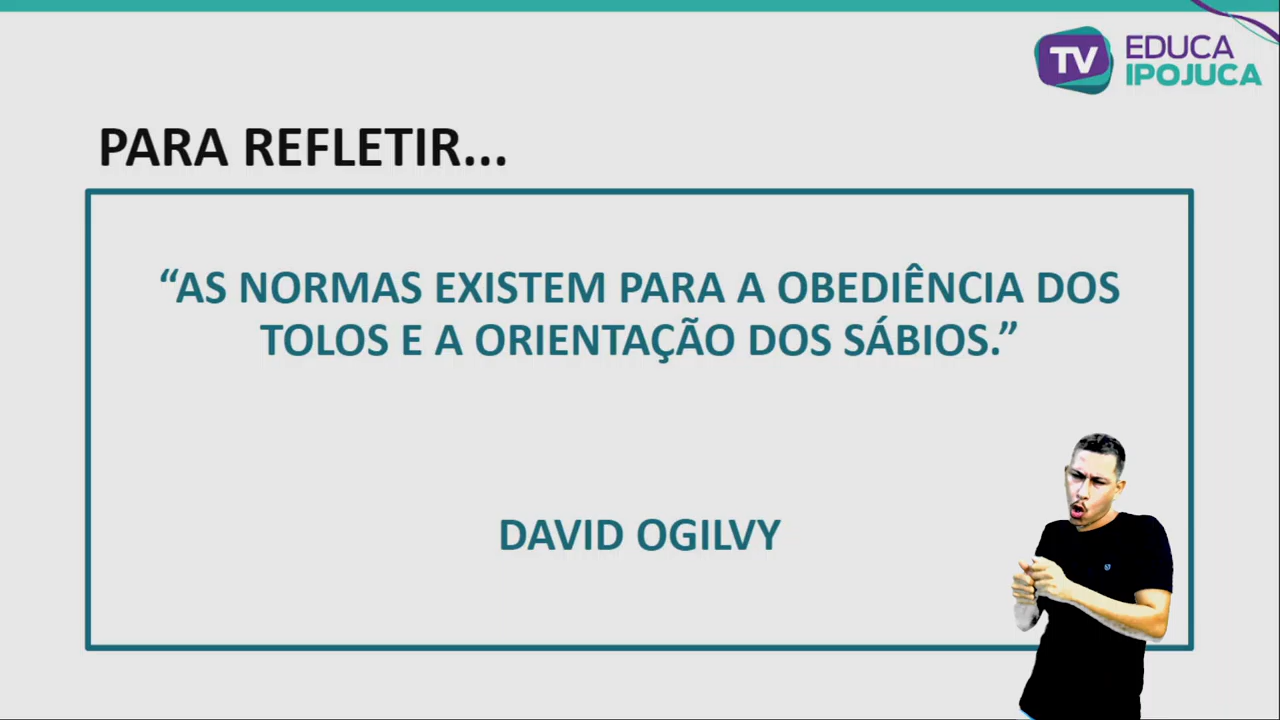 TV EDUCA
IPOJUCA
PARA REFLETIR...
“AS NORMAS EXISTEM PARA A OBEDIÊNCIA DOS
TOLOS E A ORIENTAÇÃO DOS SÁBIOS.”
DAVID OGILVY